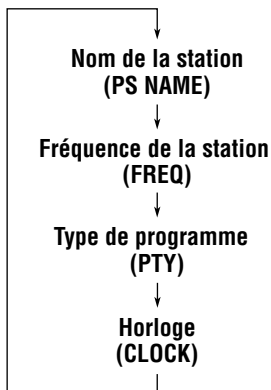 Nom de la station
(PS NAME)
Fréquence de la station
(FREQ)
Type de programme
(PTY)
Horloge
(CLOCK)